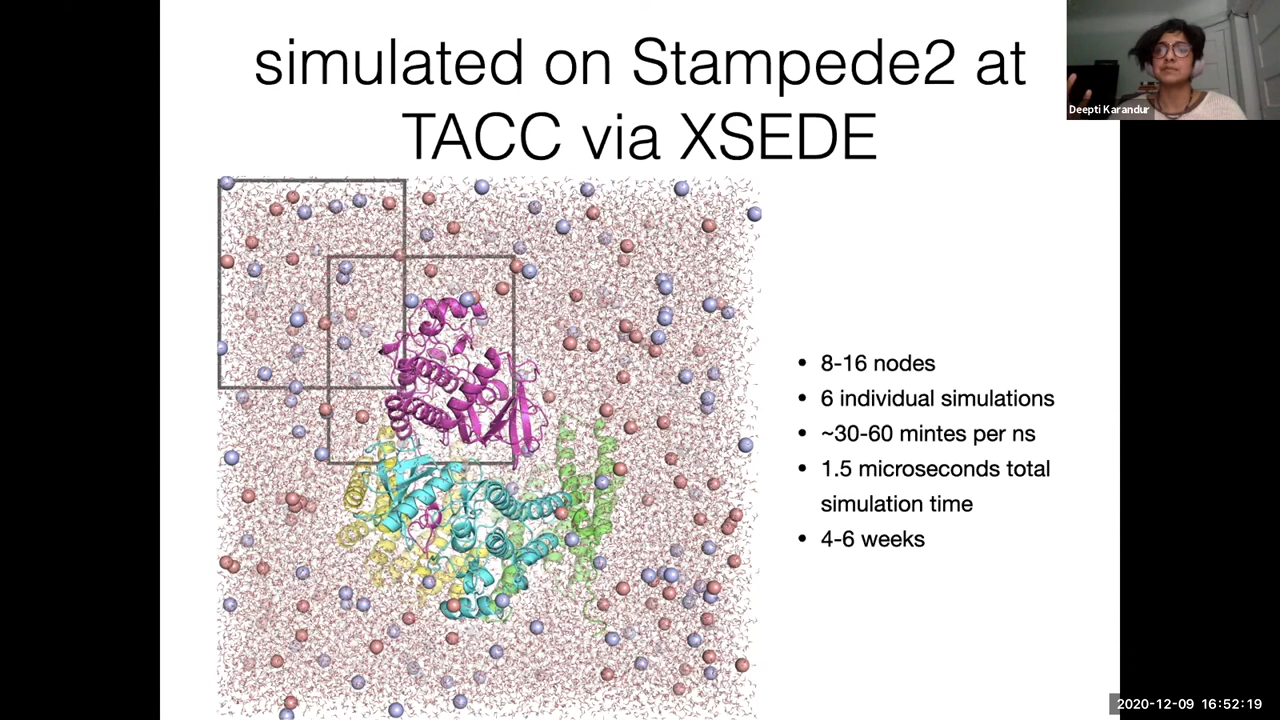 simulated on Stampede2 at
TACC via XSEDE
Deepti Karandur
• 8-16 nodes
• 6 individual simulations
• ~30-60 mintes per ns
• 1.5 microseconds total
simulation time
• 4-6 weeks
2020-12-09 16:52:19